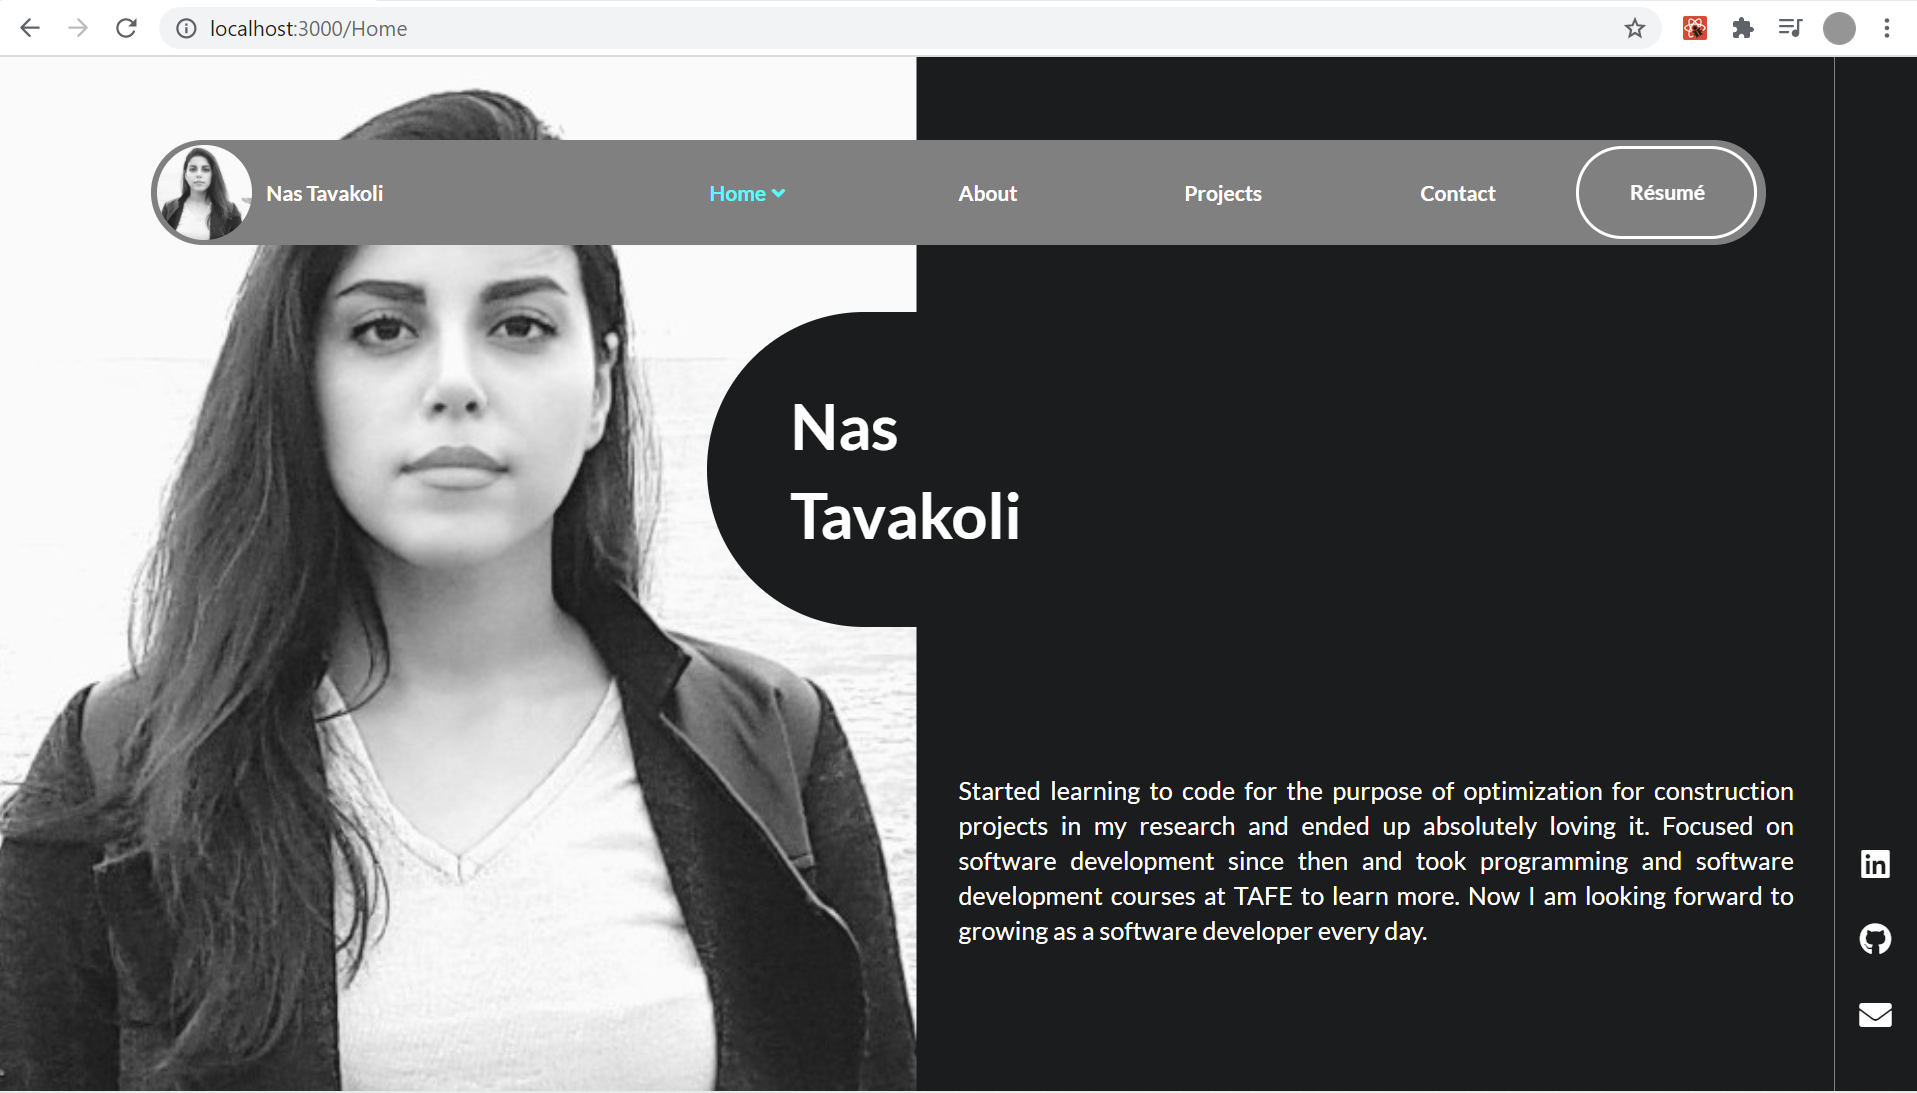 localhost:3000/Home
Nas Tavakoli
Home
About
Projects
Contact
Résumé
Nas
Tavakoli
Started learning to code for the purpose of optimization for construction
projects in my research and ended up absolutely loving it. Focused on
software development since then and took programming and software
development courses at TAFE to learn more. Now I am looking forward to
growing as a software developer every day.
in